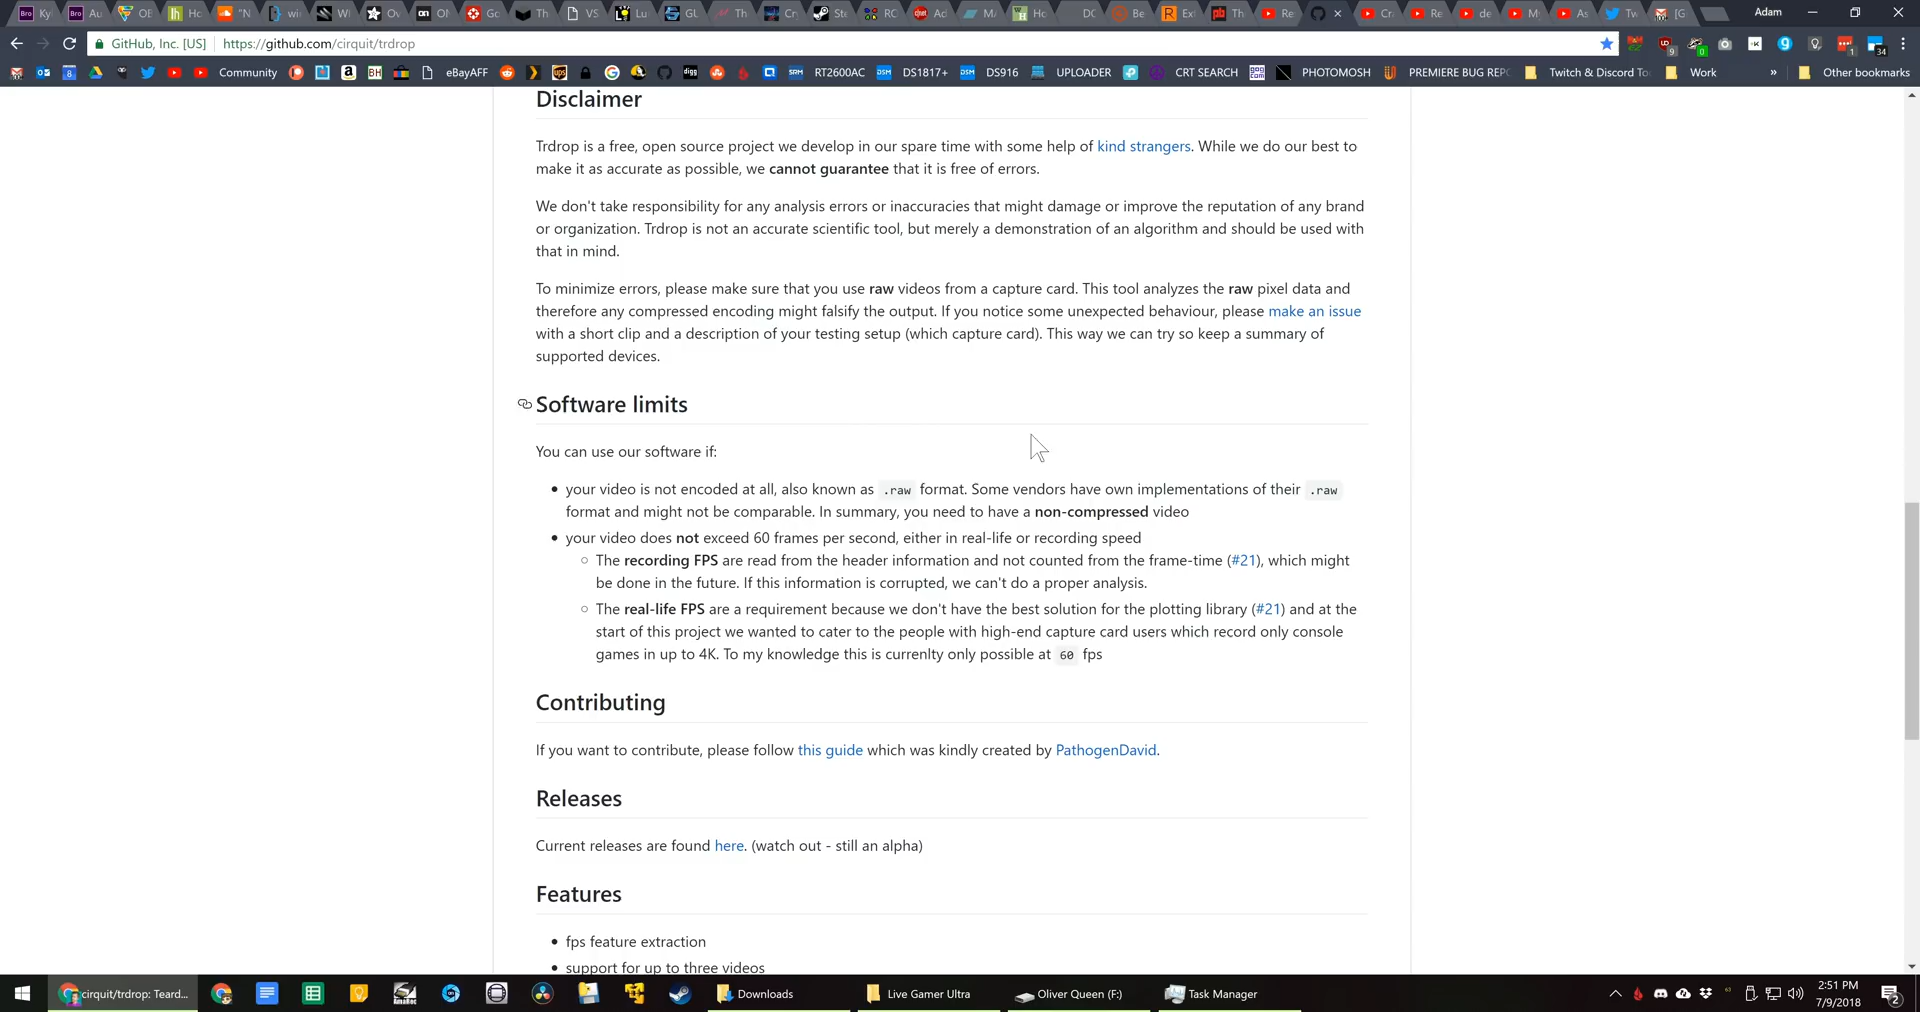 Adam
GitHub, Inc. [US] https://github.com/cirquit/trdrop
Community eBayAFF RT2600AC DS1817+ DS916 UPLOADER CRT SEARCH PHOTOMOSH PREMIERE BUG REPO Twitch & Discord To Work » Other bookmarks
Disclaimer
Trdrop is a free, open source project we develop in our spare time with some help of kind strangers. While we do our best to
make it as accurate as possible, we cannot guarantee that it is free of errors.
We don't take responsibility for any analysis errors or inaccuracies that might damage or improve the reputation of any brand
or organization. Trdrop is not an accurate scientific tool, but merely a demonstration of an algorithm and should be used with
that in mind.
To minimize errors, please make sure that you use raw videos from a capture card. This tool analyzes the raw pixel data and
therefore any compressed encoding might falsify the output. If you notice some unexpected behaviour, please make an issue
with a short clip and a description of your testing setup (which capture card). This way we can try so keep a summary of
supported devices.
Software limits
You can use our software if:
your video is not encoded at all, also known as .raw format. Some vendors have own implementations of their .raw
format and might not be comparable. In summary, you need to have a non-compressed video
your video does not exceed 60 frames per second, either in real-life or recording speed
The recording FPS are read from the header information and not counted from the frame-time (#21), which might
be done in the future. If this information is corrupted, we can't do a proper analysis.
The real-life FPS are a requirement because we don't have the best solution for the plotting library (#21) and at the
start of this project we wanted to cater to the people with high-end capture card users which record only console
games in up to 4K. To my knowledge this is currenlty only possible at 60 fps
Contributing
If you want to contribute, please follow this guide which was kindly created by PathogenDavid.
Releases
Current releases are found here. (watch out - still an alpha)
Features
fps feature extraction
support for up to three videos
cirquit/trdrop: Teard... Downloads Live Gamer Ultra Oliver Queen (F:) Task Manager
2:51 PM
7/9/2018